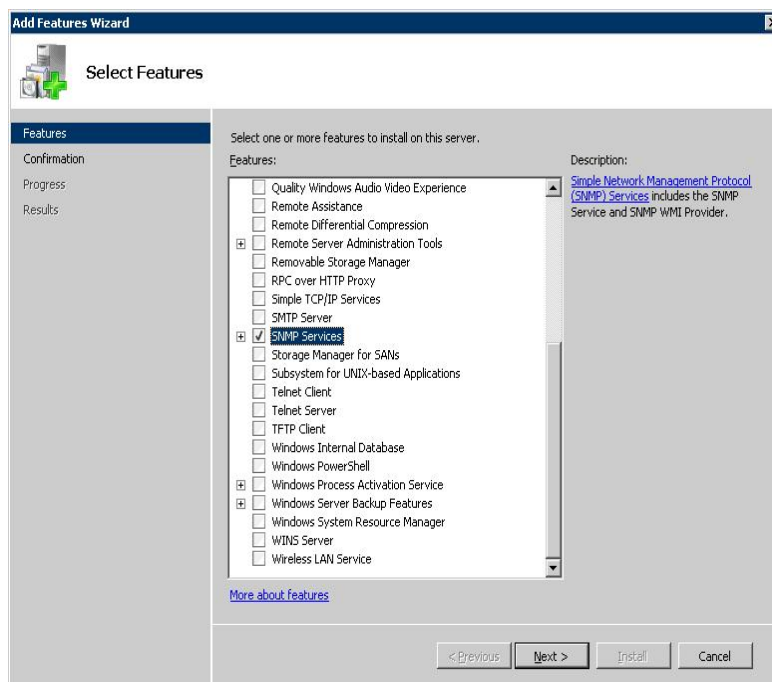 Add Features Wizard
Select Features
Features
Confirmation
Progress
Results
Select one or more features to install on this server.
Features:
Quality Windows Audio Video Experience
Remote Assistance
Remote Differential Compression
Remote Server Administration Tools
Removable Storage Manager
RPC over HTTP Proxy
Simple TCP/IP Services
SMTP Server
SNMP Services
Storage Manager for SANs
Subsystem for UNIX-based Applications
Telnet Client
Telnet Server
TFTP Client
Windows Internal Database
Windows PowerShell
Windows Process Activation Service
Windows Server Backup Features
Windows System Resource Manager
WINS Server
Wireless LAN Service
More about features
Description:
Simple Network Management Protocol
(SNMP) Services includes the SNMP
Service and SNMP WMI Provider.
< Previous
Next >
Install
Cancel